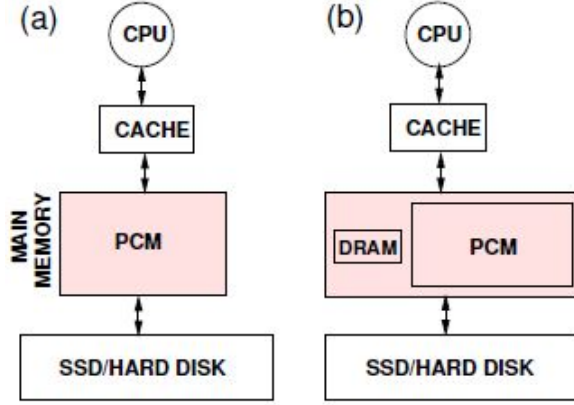 (a)
CPU
CACHE
MAIN
MEMORY
PCM
SSD/HARD DISK
(b)
CPU
CACHE
DRAM
PCM
SSD/HARD DISK